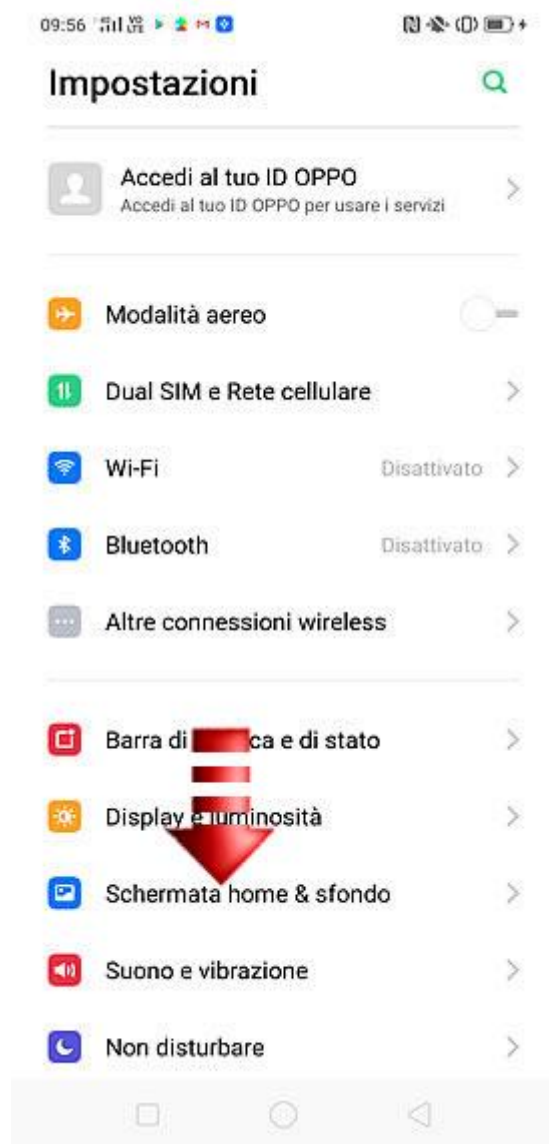 09:56
Impostazioni
Accedi al tuo ID OPPO
Accedi al tuo ID OPPO per usare i servizi
Modalità aereo
Dual SIM e Rete cellulare
Wi-Fi Disattivato
Bluetooth Disattivato
Altre connessioni wireless
Barra di ca e di stato
Display e luminosità
Schermata home & sfondo
Suono e vibrazione
Non disturbare